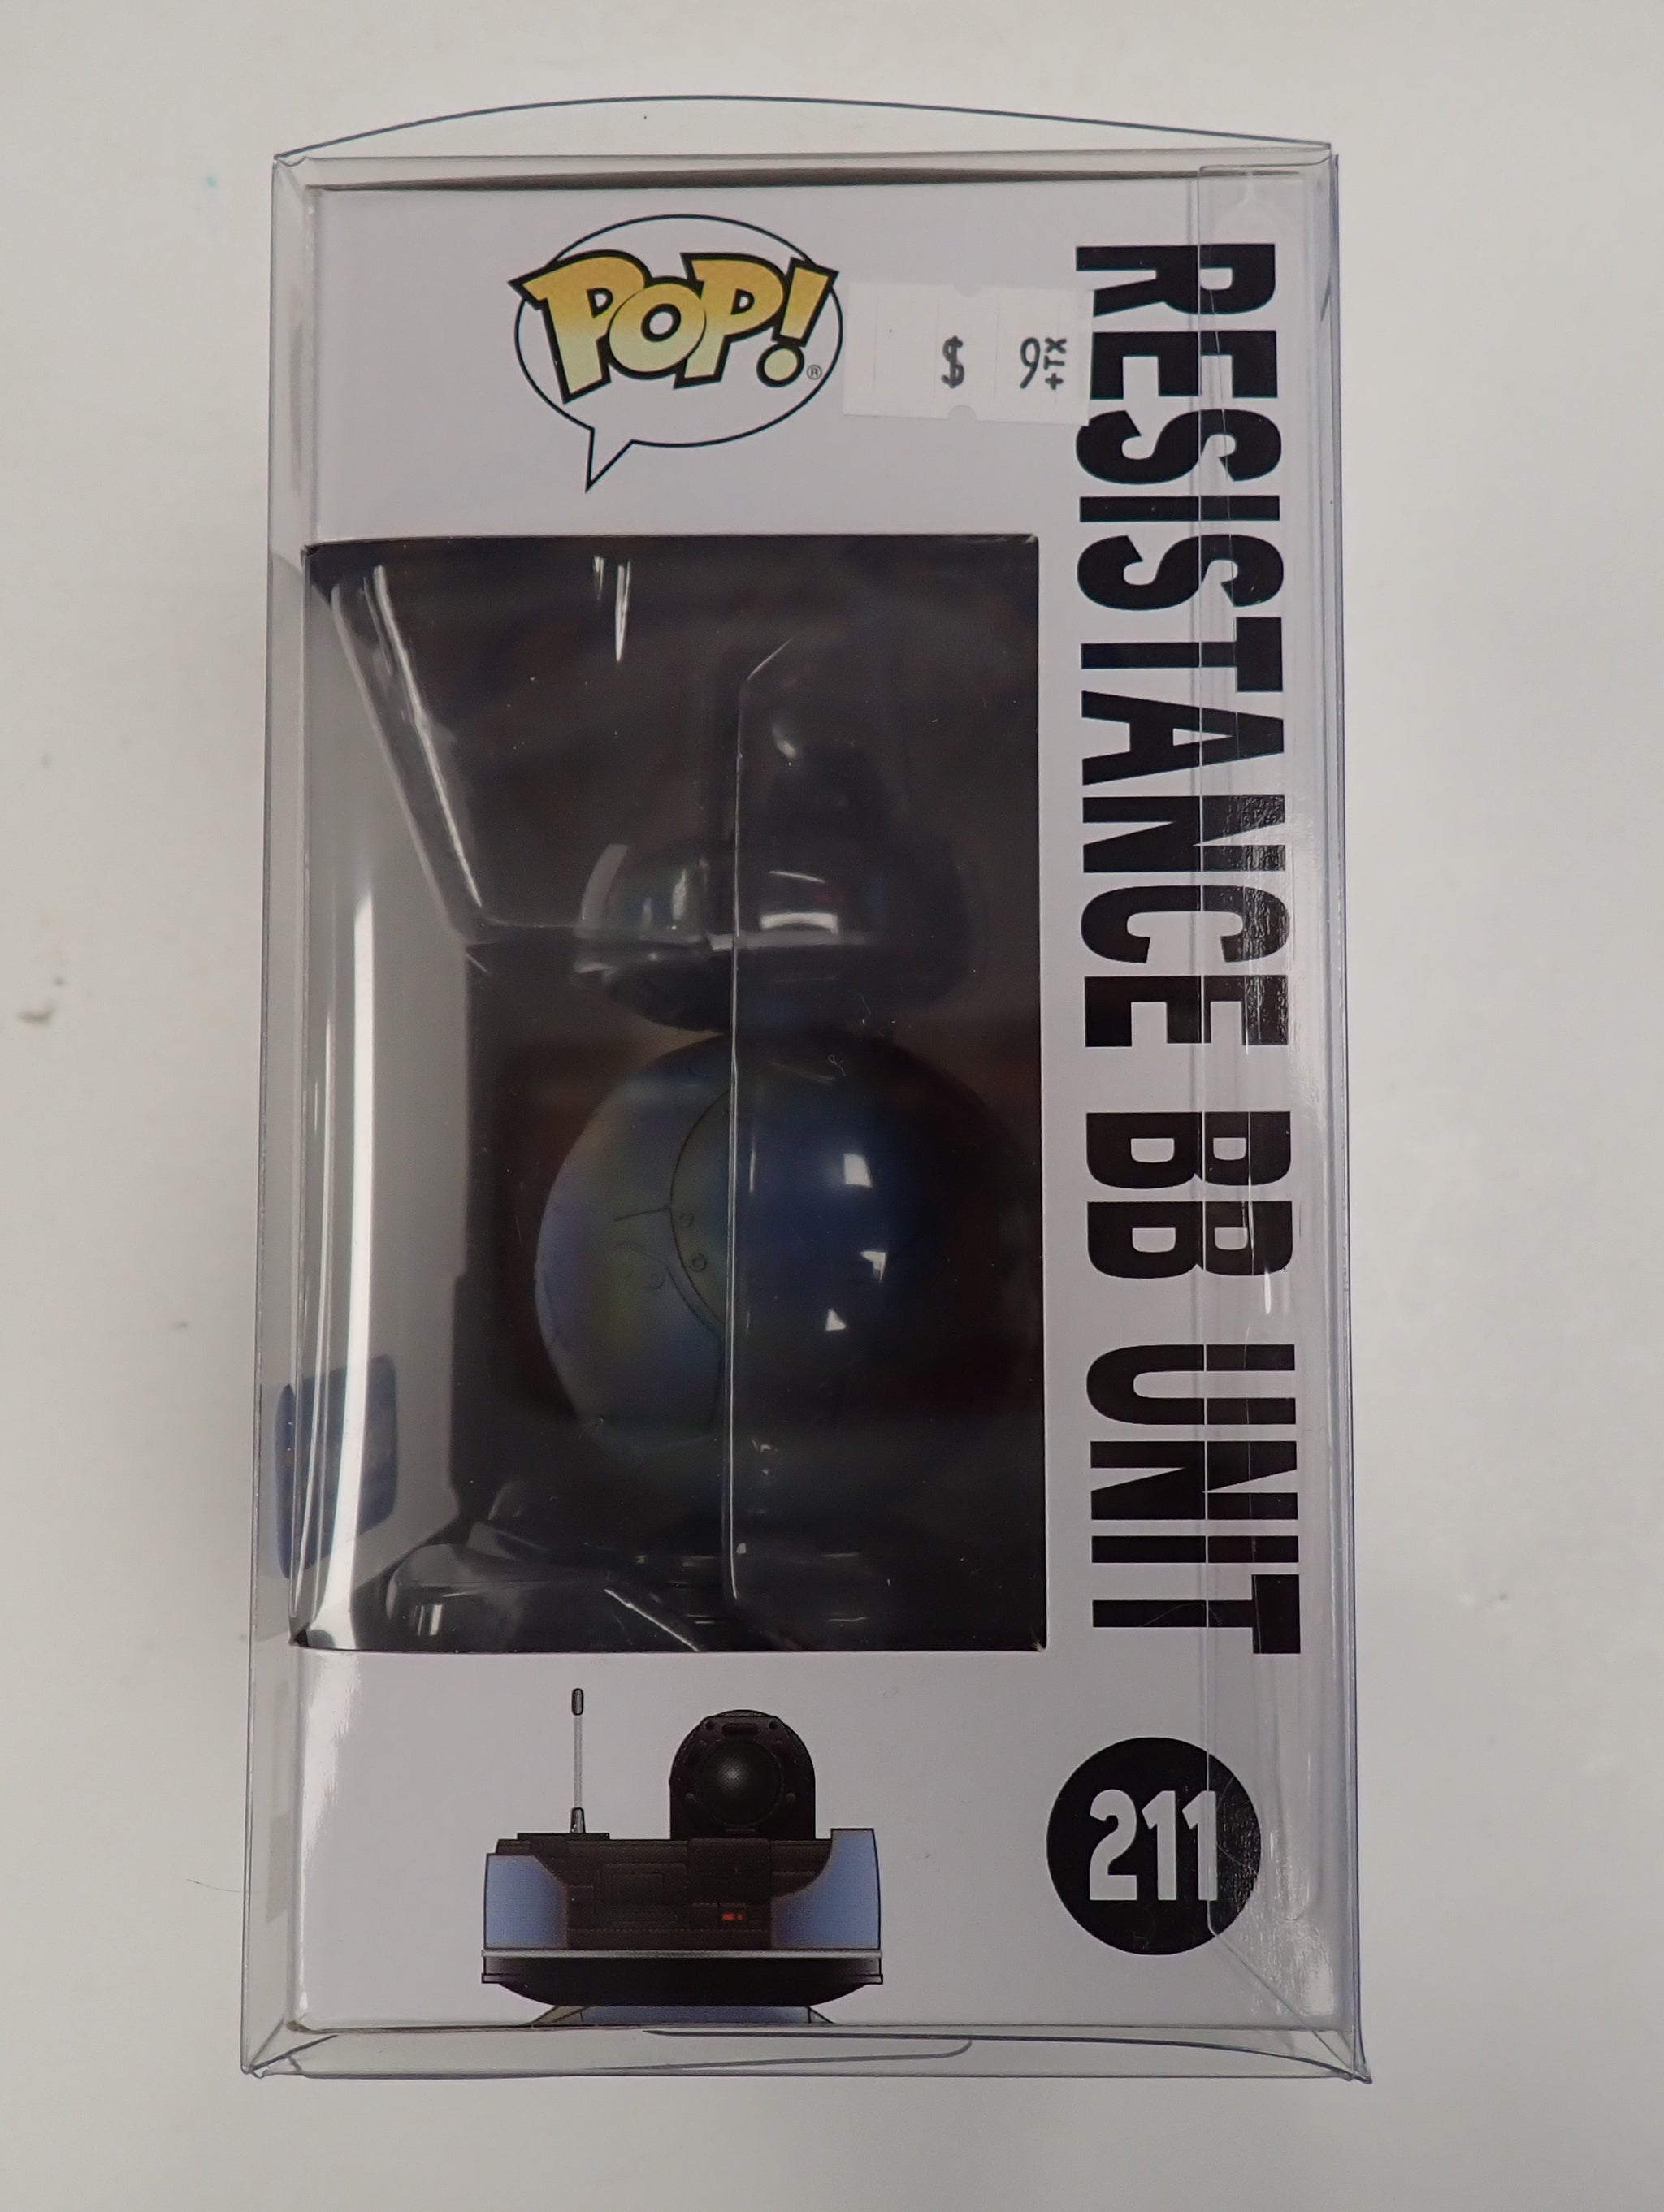 POP!®
$ 9 +TX
RESISTANCE BB UNIT
211